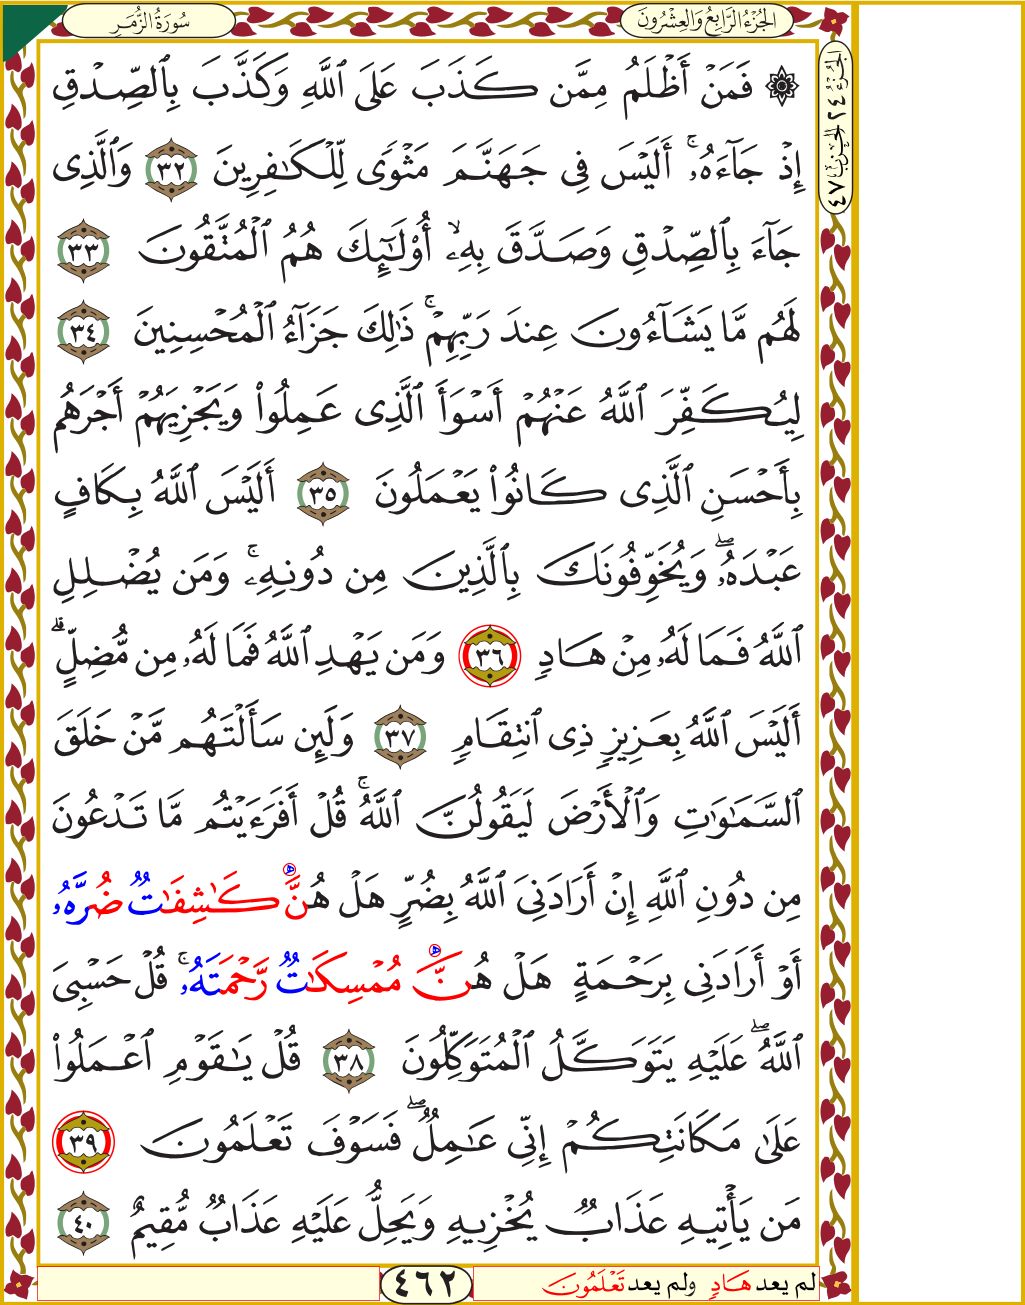 سُورَةُ الزُّمَرِ
الجُزْءُ الرَّابِعُ وَالعِشْرُونَ
الجزء ٢٤ الحزب ٤٧
۞ فَمَنْ أَظْلَمُ مِمَّن كَذَبَ عَلَى ٱللَّهِ وَكَذَّبَ بِٱلصِّدْقِ
إِذْ جَآءَهُۥٓ ۚ أَلَيْسَ فِى جَهَنَّمَ مَثْوًى لِّلْكَٰفِرِينَ ٣٢ وَٱلَّذِى
جَآءَ بِٱلصِّدْقِ وَصَدَّقَ بِهِۦ ۙ أُوْلَٰٓئِكَ هُمُ ٱلْمُتَّقُونَ ٣٣
لَهُم مَّا يَشَآءُونَ عِندَ رَبِّهِمْ ۚ ذَٰلِكَ جَزَآءُ ٱلْمُحْسِنِينَ ٣٤
لِيُكَفِّرَ ٱللَّهُ عَنْهُمْ أَسْوَأَ ٱلَّذِى عَمِلُوا۟ وَيَجْزِيَهُمْ أَجْرَهُم
بِأَحْسَنِ ٱلَّذِى كَانُوا۟ يَعْمَلُونَ ٣٥ أَلَيْسَ ٱللَّهُ بِكَافٍ
عَبْدَهُۥ ۖ وَيُخَوِّفُونَكَ بِٱلَّذِينَ مِن دُونِهِۦ ۚ وَمَن يُضْلِلِ
ٱللَّهُ فَمَا لَهُۥ مِنْ هَادٍ ٣٦ وَمَن يَهْدِ ٱللَّهُ فَمَا لَهُۥ مِن مُّضِلٍّ ۗ
أَلَيْسَ ٱللَّهُ بِعَزِيزٍ ذِى ٱنتِقَامٍ ٣٧ وَلَئِن سَأَلْتَهُم مَّنْ خَلَقَ
ٱلسَّمَٰوَٰتِ وَٱلْأَرْضَ لَيَقُولُنَّ ٱللَّهُ ۚ قُلْ أَفَرَءَيْتُم مَّا تَدْعُونَ
مِن دُونِ ٱللَّهِ إِنْ أَرَادَنِىَ ٱللَّهُ بِضُرٍّ هَلْ هُنَّ كَٰشِفَٰتٌ ضُرَّهُۥ
أَوْ أَرَادَنِى بِرَحْمَةٍ هَلْ هُنَّ مُمْسِكَٰتٌ رَّحْمَتَهُۥ ۚ قُلْ حَسْبِىَ
ٱللَّهُ ۖ عَلَيْهِ يَتَوَكَّلُ ٱلْمُتَوَكِّلُونَ ٣٨ قُلْ يَٰقَوْمِ ٱعْمَلُوا۟
عَلَىٰ مَكَانَتِكُمْ إِنِّى عَٰمِلٌ ۖ فَسَوْفَ تَعْلَمُونَ ٣٩
مَن يَأْتِيهِ عَذَابٌ يُخْزِيهِ وَيَحِلُّ عَلَيْهِ عَذَابٌ مُّقِيمٌ ٤٠
لم يعد هَادٍ ولم يعد تَعْلَمُونَ
٤٦٢